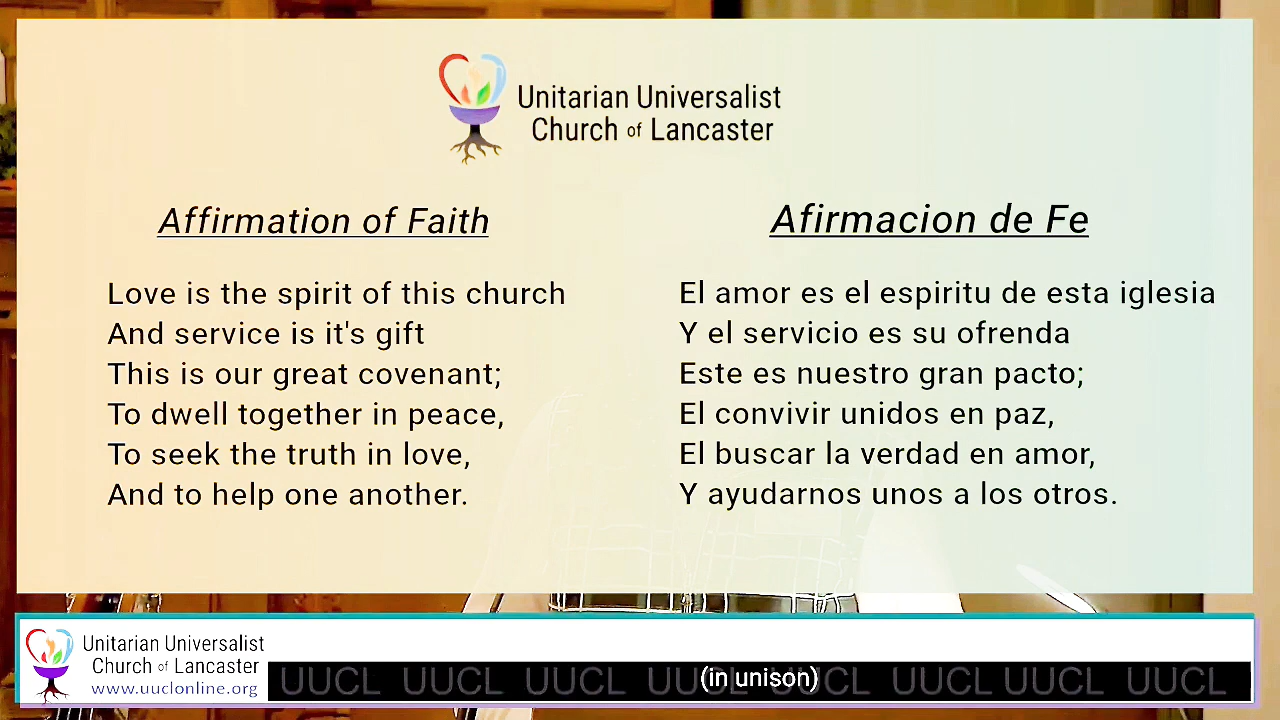 Unitarian Universalist
Church of Lancaster
Affirmation of Faith
Love is the spirit of this church
And service is it's gift
This is our great covenant;
To dwell together in peace,
To seek the truth in love,
And to help one another.
Afirmacion de Fe
El amor es el espiritu de esta iglesia
Y el servicio es su ofrenda
Este es nuestro gran pacto;
El convivir unidos en paz,
El buscar la verdad en amor,
Y ayudarnos unos a los otros.
Unitarian Universalist
Church of Lancaster
www.uuclonline.org
UUCL UUCL UUCL UUCL UUCL UUCL UUCL UUCL
(in unison)